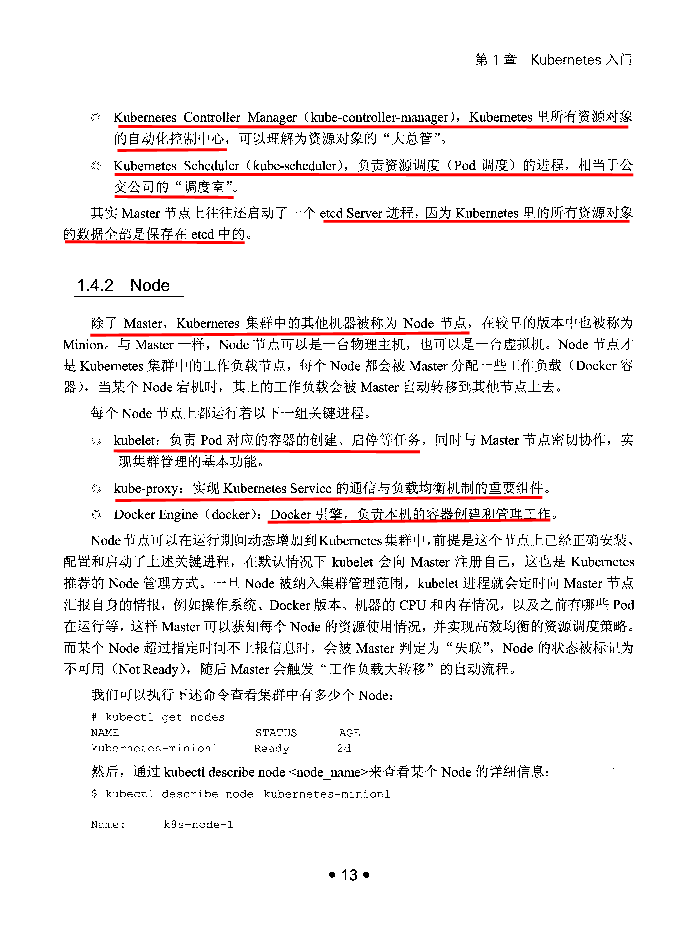 第 1 章 Kubernetes 入门
Kubernetes Controller Manager（kube-controller-manager），Kubernetes 里所有资源对象
的自动化控制中心，可以理解为资源对象的“大总管”。
Kubernetes Scheduler（kube-scheduler），负责资源调度（Pod 调度）的进程，相当于公
交公司的“调度室”。
其实 Master 节点上往往还启动了一个 etcd Server 进程，因为 Kubernetes 里的所有资源对象
的数据全部是保存在 etcd 中的。
1.4.2 Node
除了 Master，Kubernetes 集群中的其他机器被称为 Node 节点，在较早的版本中也被称为
Minion。与 Master 一样，Node 节点可以是一台物理主机，也可以是一台虚拟机。Node 节点才
是 Kubernetes 集群中的工作负载节点，每个 Node 都会被 Master 分配一些工作负载（Docker 容
器），当某个 Node 宕机时，其上的工作负载会被 Master 自动转移到其他节点上去。
每个 Node 节点上都运行着以下一组关键进程。
kubelet：负责 Pod 对应的容器的创建、启停等任务，同时与 Master 节点密切协作，实
现集群管理的基本功能。
kube-proxy：实现 Kubernetes Service 的通信与负载均衡机制的重要组件。
Docker Engine（docker）：Docker 引擎，负责本机的容器创建和管理工作。
Node 节点可以在运行期间动态增加到 Kubernetes 集群中，前提是这个节点上已经正确安装、
配置和启动了上述关键进程，在默认情况下 kubelet 会向 Master 注册自己，这也是 Kubernetes
推荐的 Node 管理方式。一旦 Node 被纳入集群管理范围，kubelet 进程就会定时向 Master 节点
汇报自身的情报，例如操作系统、Docker 版本、机器的 CPU 和内存情况，以及之前有哪些 Pod
在运行等，这样 Master 可以获知每个 Node 的资源使用情况，并实现高效均衡的资源调度策略。
而某个 Node 超过指定时间不上报信息时，会被 Master 判定为“失联”，Node 的状态被标记为
不可用（Not Ready），随后 Master 会触发“工作负载大转移”的自动流程。
我们可以执行下述命令查看集群中有多少个 Node：
# kubectl get nodes
NAME STATUS AGE
kubernetes-minion1 Ready 2d
然后，通过 kubectl describe node <node_name>来查看某个 Node 的详细信息：
$ kubectl describe node kubernetes-minion1
Name: k8s-node-1
• 13 •